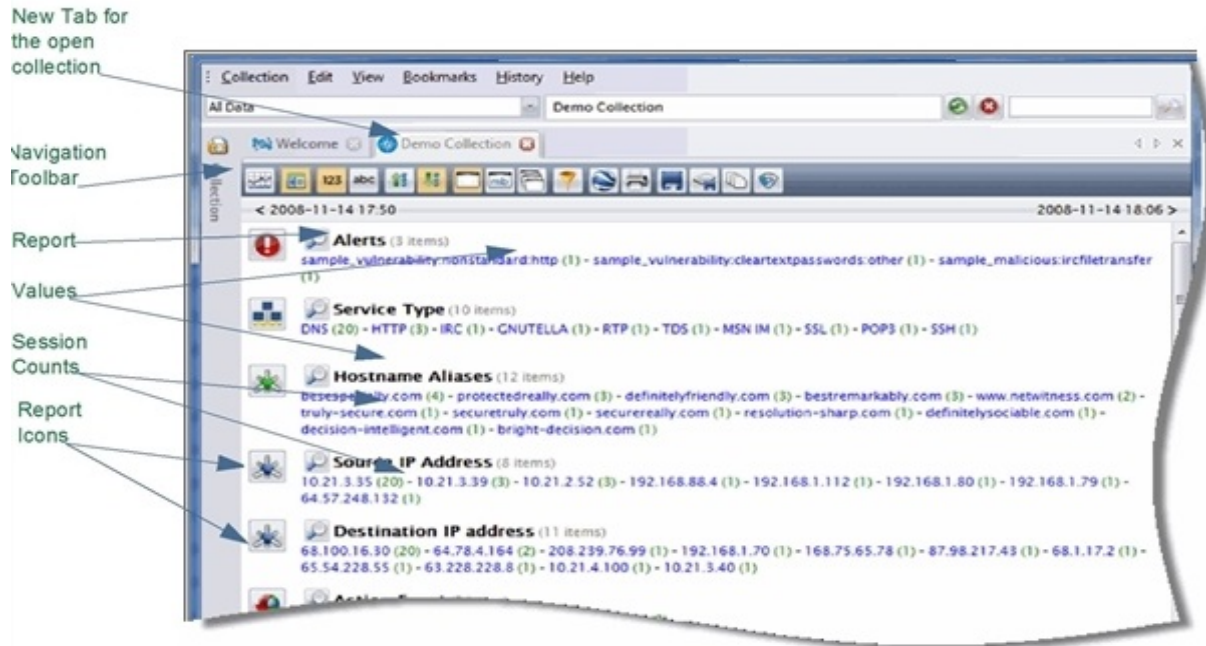 New Tab for
the open
collection
Navigation
Toolbar
Report
Values
Session
Counts
Report
Icons
Collection Edit View Bookmarks History Help
All Data Demo Collection
Welcome Demo Collection
Collection
123 abc
< 2008-11-14 17:50 2008-11-14 18:06 >
Alerts (3 items)
sample_vulnerability:nonstandard:http (1) - sample_vulnerability:cleartextpasswords:other (1) - sample_malicious:ircfiletransfer
(1)
Service Type (10 items)
DNS (20) - HTTP (3) - IRC (1) - GNUTELLA (1) - RTP (1) - TDS (1) - MSN IM (1) - SSL (1) - POP3 (1) - SSH (1)
Hostname Aliases (12 items)
(4) - protectedreally.com (3) - definitelyfriendly.com (3) - bestremarkably.com (3) - www.netwitness.com (2) -
truly-secure.com (1) - securetruly.com (1) - securereally.com (1) - resolution-sharp.com (1) - definitelysociable.com (1) -
decision-intelligent.com (1) - bright-decision.com (1)
Source IP Address (8 items)
10.21.3.35 (20) - 10.21.3.39 (3) - 10.21.2.52 (3) - 192.168.88.4 (1) - 192.168.1.112 (1) - 192.168.1.80 (1) - 192.168.1.79 (1) -
64.57.248.132 (1)
Destination IP address (11 items)
68.100.16.30 (20) - 64.78.4.164 (2) - 208.239.76.99 (1) - 192.168.1.70 (1) - 168.75.65.78 (1) - 87.98.217.43 (1) - 68.1.17.2 (1) -
65.54.228.55 (1) - 63.228.228.8 (1) - 10.21.4.100 (1) - 10.21.3.40 (1)